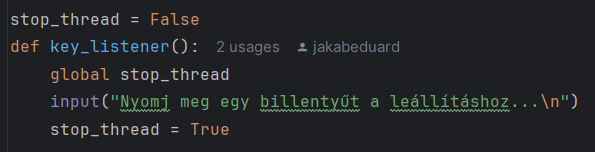 stop_thread = False
def key_listener(): 2 usages jakabeduard
global stop_thread
input("Nyomj meg egy billentyűt a leállításhoz...\n")
stop_thread = True